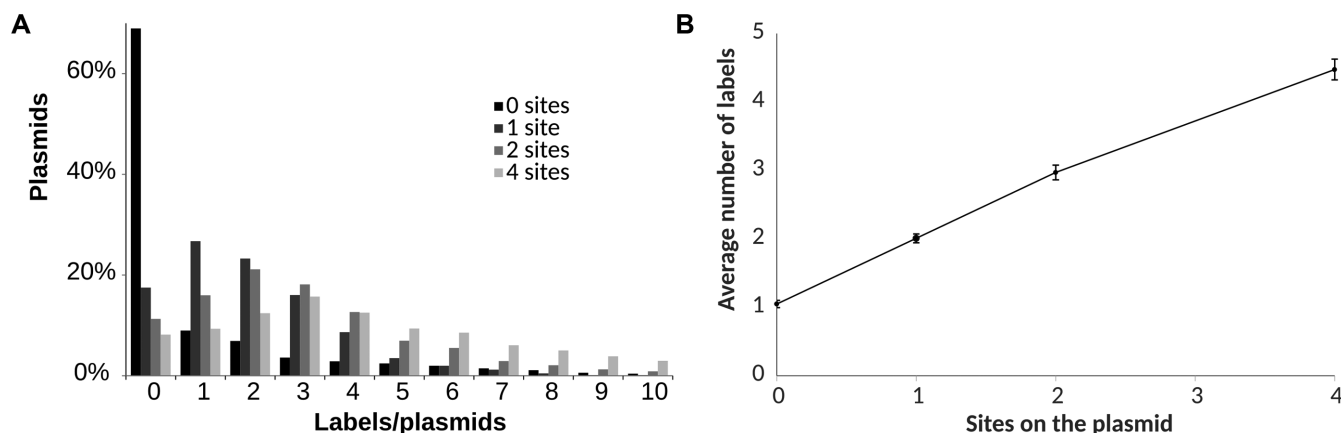 A
Plasmids
60%
40%
20%
0%
0 sites
1 site
2 sites
4 sites
0 1 2 3 4 5 6 7 8 9 10
Labels/plasmids
B
Average number of labels
5
4
3
2
1
0
0 1 2 3 4
Sites on the plasmid